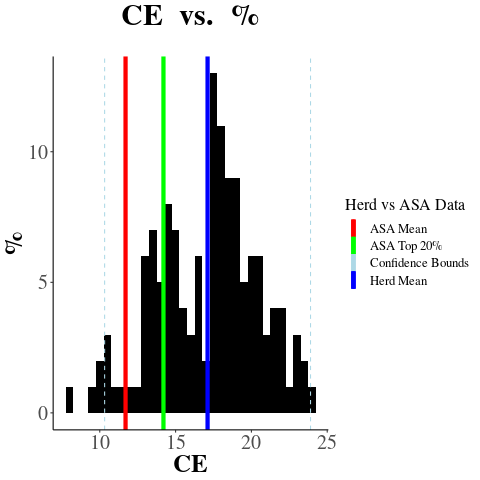 CE vs. %
%
10
5
0
10 15 20 25
CE
Herd vs ASA Data
ASA Mean
ASA Top 20%
Confidence Bounds
Herd Mean